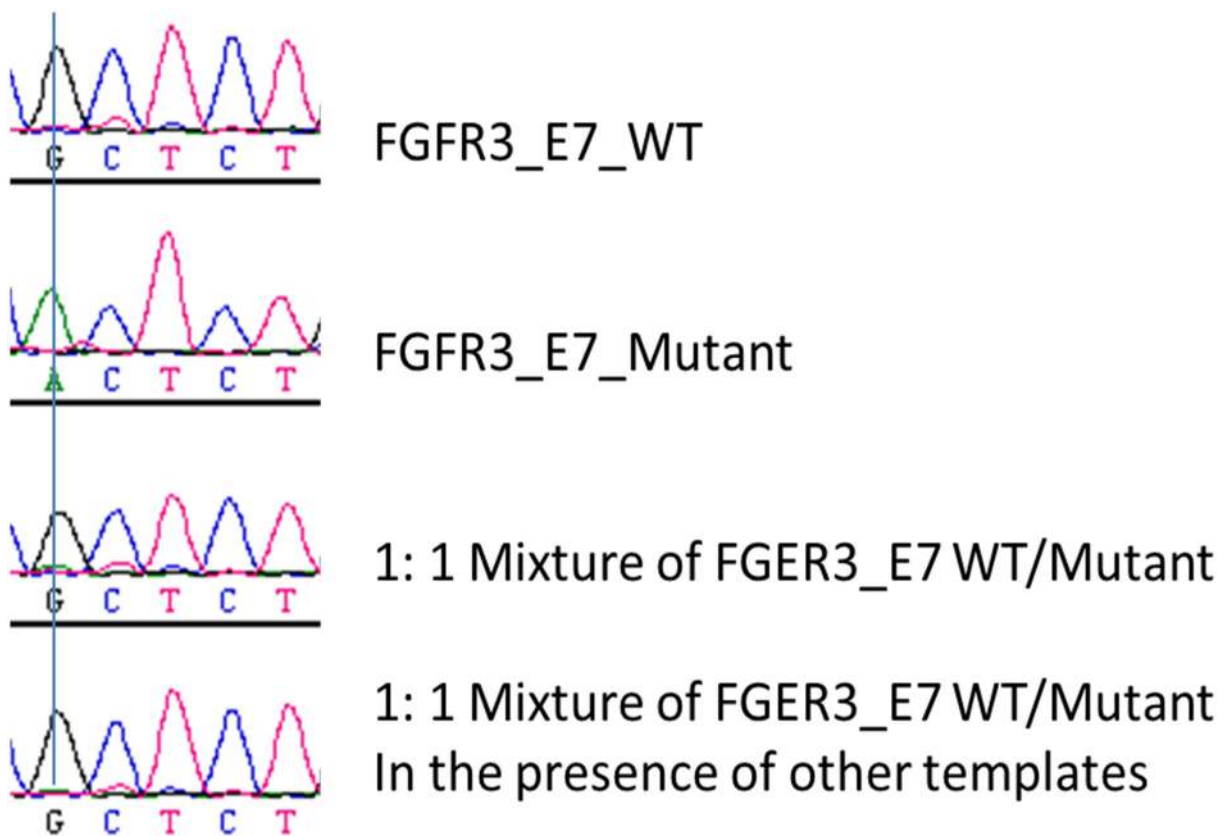 G C T C T
FGFR3_E7_WT
A C T C T
FGFR3_E7_Mutant
G C T C T
1: 1 Mixture of FGER3_E7 WT/Mutant
G C T C T
1: 1 Mixture of FGER3_E7 WT/Mutant
In the presence of other templates